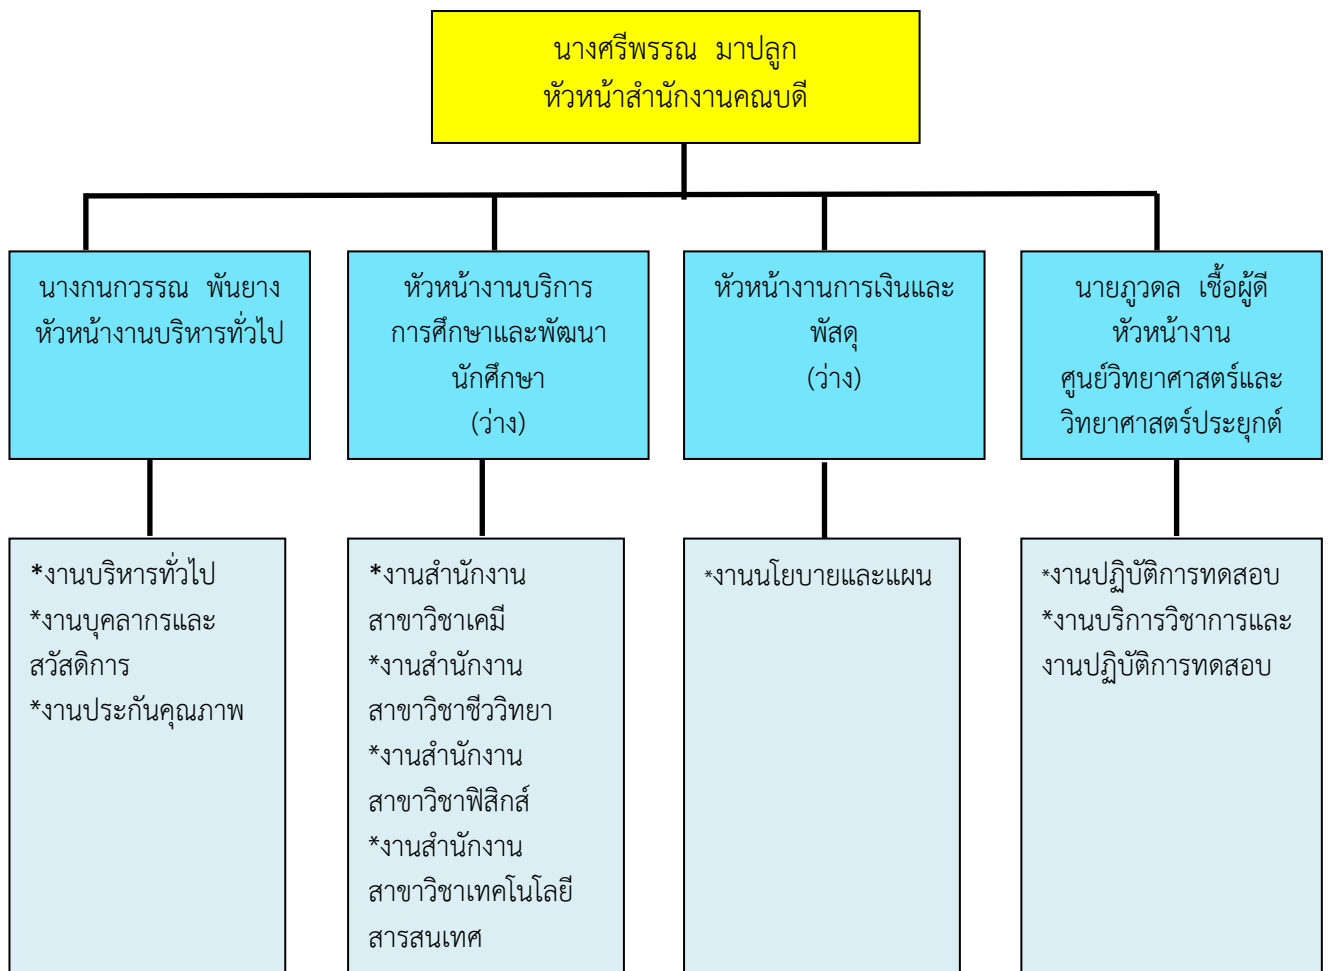 นางศรีพรรณ มาปลูก
หัวหน้าสำนักงานคณบดี
นางกนกวรรณ พันยาง
หัวหน้างานบริหารทั่วไป
หัวหน้างานบริการ
การศึกษาและพัฒนา
นักศึกษา
(ว่าง)
หัวหน้างานการเงินและ
พัสดุ
(ว่าง)
นายภูวดล เชื้อผู้ดี
หัวหน้างาน
ศูนย์วิทยาศาสตร์และ
วิทยาศาสตร์ประยุกต์
*งานบริหารทั่วไป
*งานบุคลากรและ
สวัสดิการ
*งานประกันคุณภาพ
*งานสำนักงาน
สาขาวิชาเคมี
*งานสำนักงาน
สาขาวิชาชีววิทยา
*งานสำนักงาน
สาขาวิชาฟิสิกส์
*งานสำนักงาน
สาขาวิชาเทคโนโลยี
สารสนเทศ
*งานนโยบายและแผน
*งานปฏิบัติการทดสอบ
*งานบริการวิชาการและ
งานปฏิบัติการทดสอบ